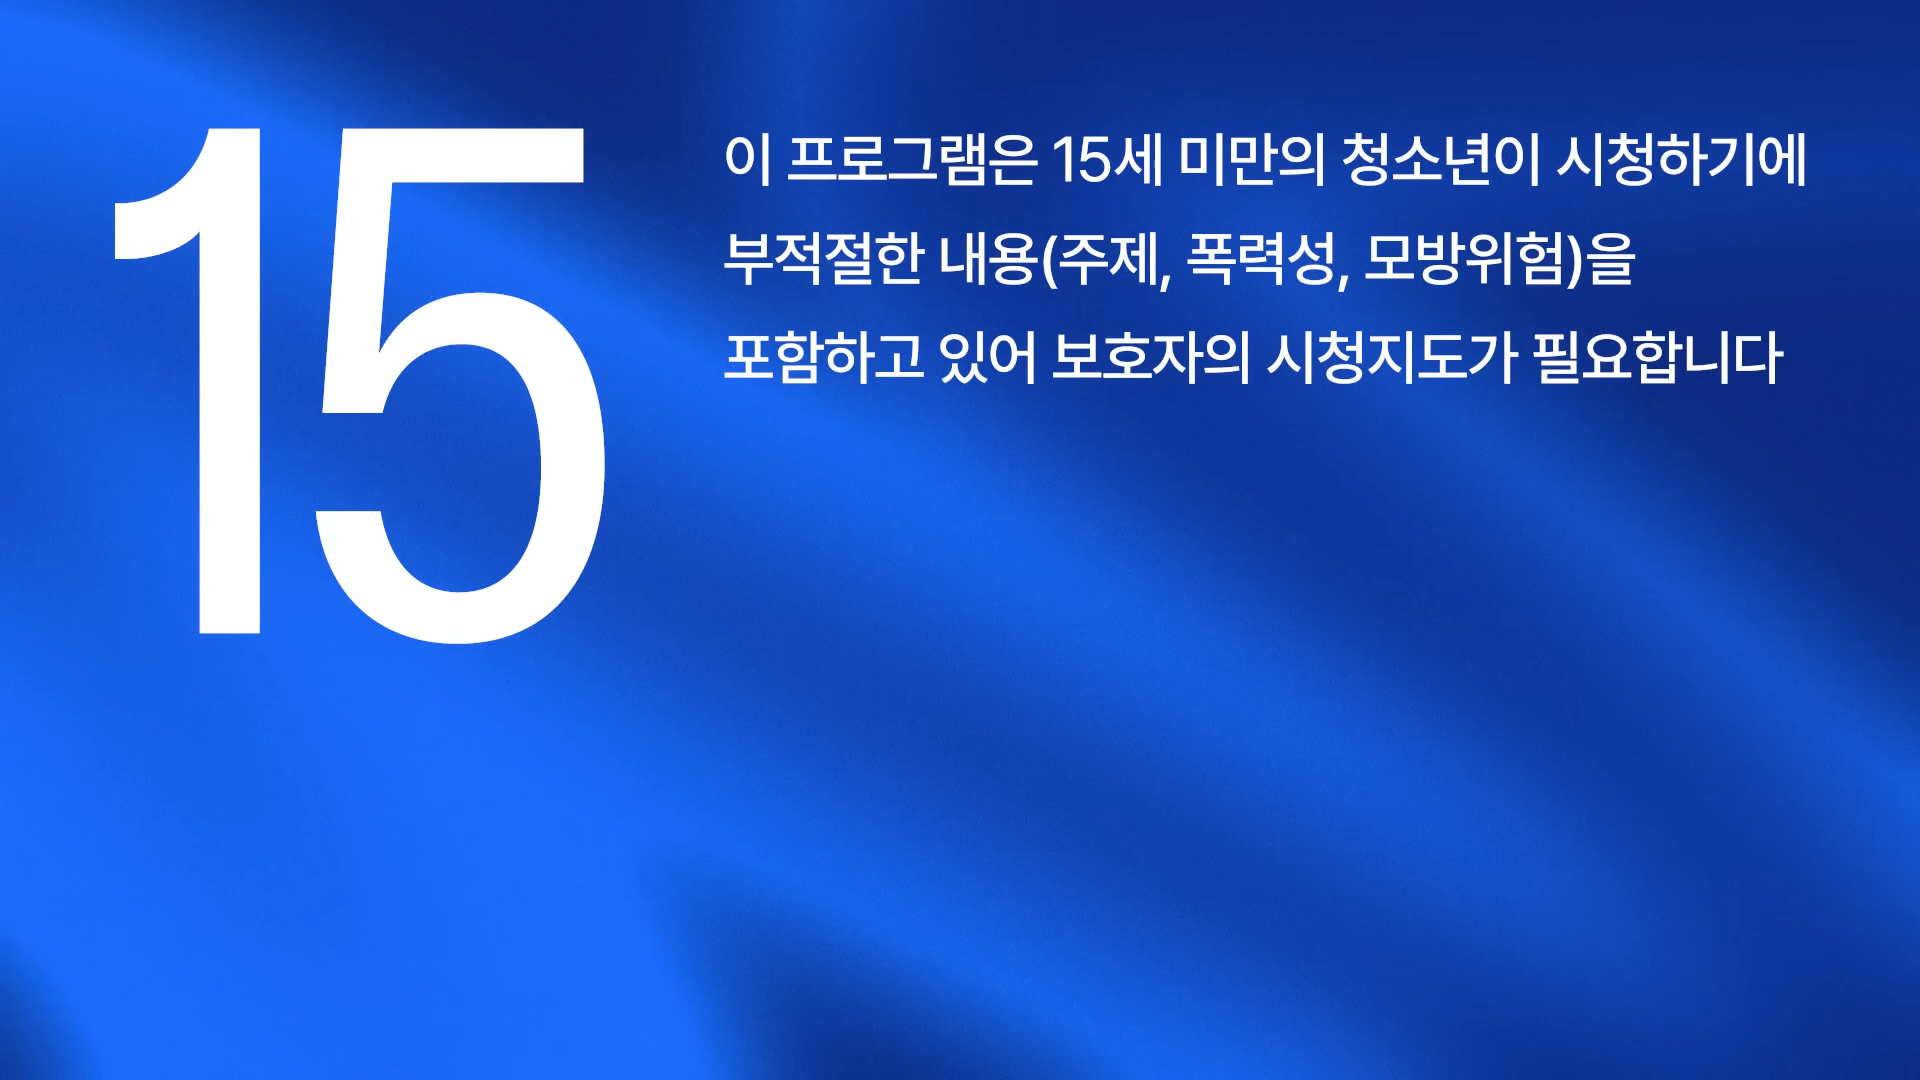 15
이 프로그램은 15세 미만의 청소년이 시청하기에
부적절한 내용(주제, 폭력성, 모방위험)을
포함하고 있어 보호자의 시청지도가 필요합니다